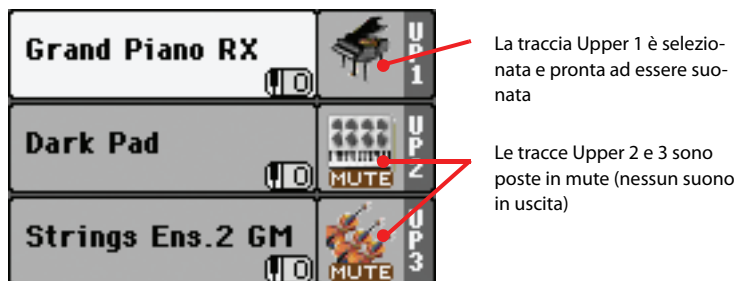 Grand Piano RX
0
UP1
La traccia Upper 1 è selezio-
nata e pronta ad essere suo-
nata
Dark Pad
0
MUTE
UP2
Le tracce Upper 2 e 3 sono
poste in mute (nessun suono
in uscita)
Strings Ens.2 GM
0
MUTE
UP3